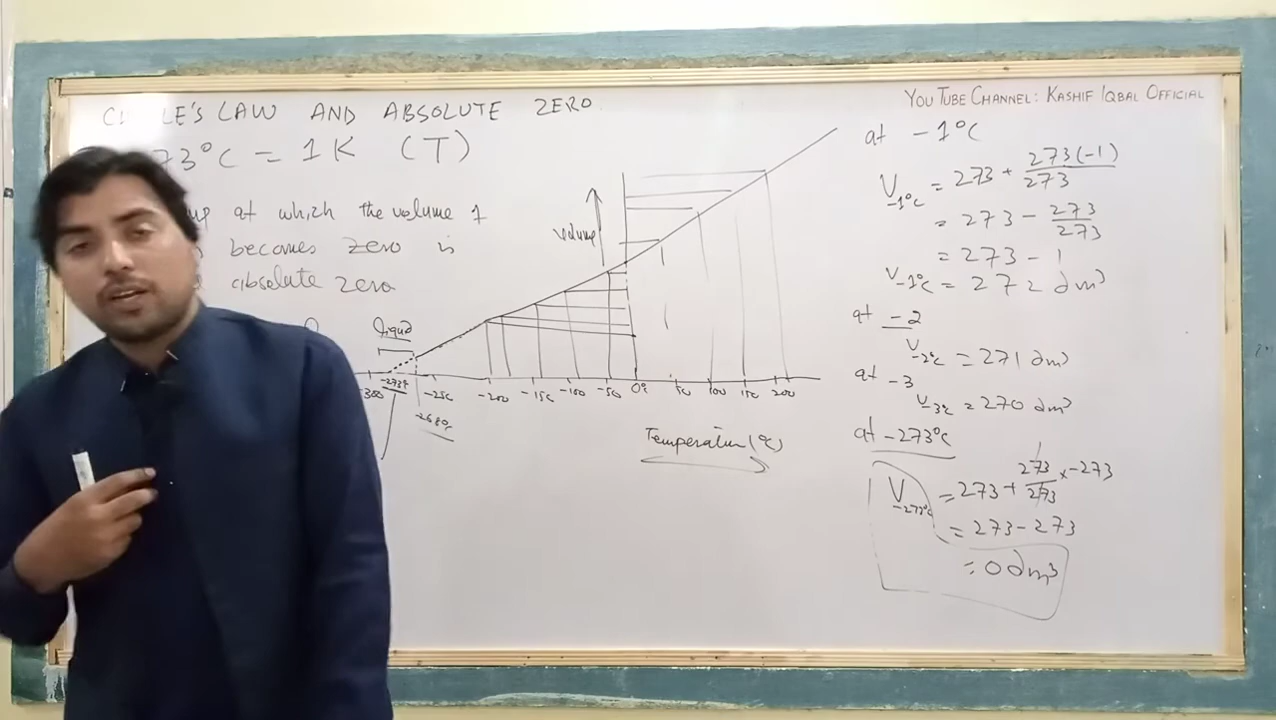 LE'S LAW AND ABSOLUTE ZERO
YOU TUBE CHANNEL: KASHIF IQBAL OFFICIAL
73°C = 1K (T)
at which the volume
becomes zero is
absolute zero
liquid
volume
-300 -273°C -250 -200 -150 -100 -50 0°C 50 100 150 200
-268°C
Temperature (°C)
at -1°C
V-1°C = 273 + 273(-1)/273
= 273 - 273/273
= 273 - 1
V-1°C = 272 dm³
at -2
V-2°C = 271 dm³
at -3
V-3°C = 270 dm³
at -273°C
V-273°C = 273 + 273/273 × -273
= 273 - 273
= 0 dm³